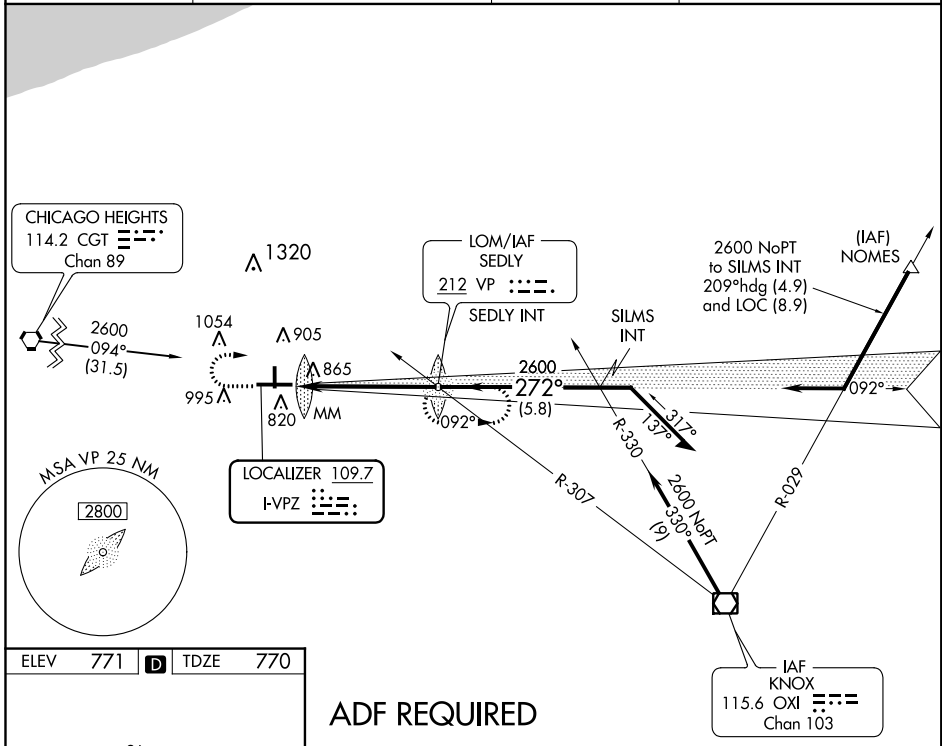 CHICAGO HEIGHTS
114.2 CGT
Chan 89
2600
094°
(31.5)
1320
1054
905
865
995
820
MM
LOM/IAF
SEDLY
212 VP
SEDLY INT
SILMS
INT
2600 NoPT
to SILMS INT
209°hdg (4.9)
and LOC (8.9)
(IAF)
NOMES
2600
272°
(5.8)
092°
092°
317°
137°
R-330
R-307
R-029
2600 NoPT
330°
(9)
LOCALIZER 109.7
I-VPZ
MSA VP 25 NM
2800
IAF
KNOX
115.6 OXI
Chan 103
ELEV 771 D TDZE 770
ADF REQUIRED